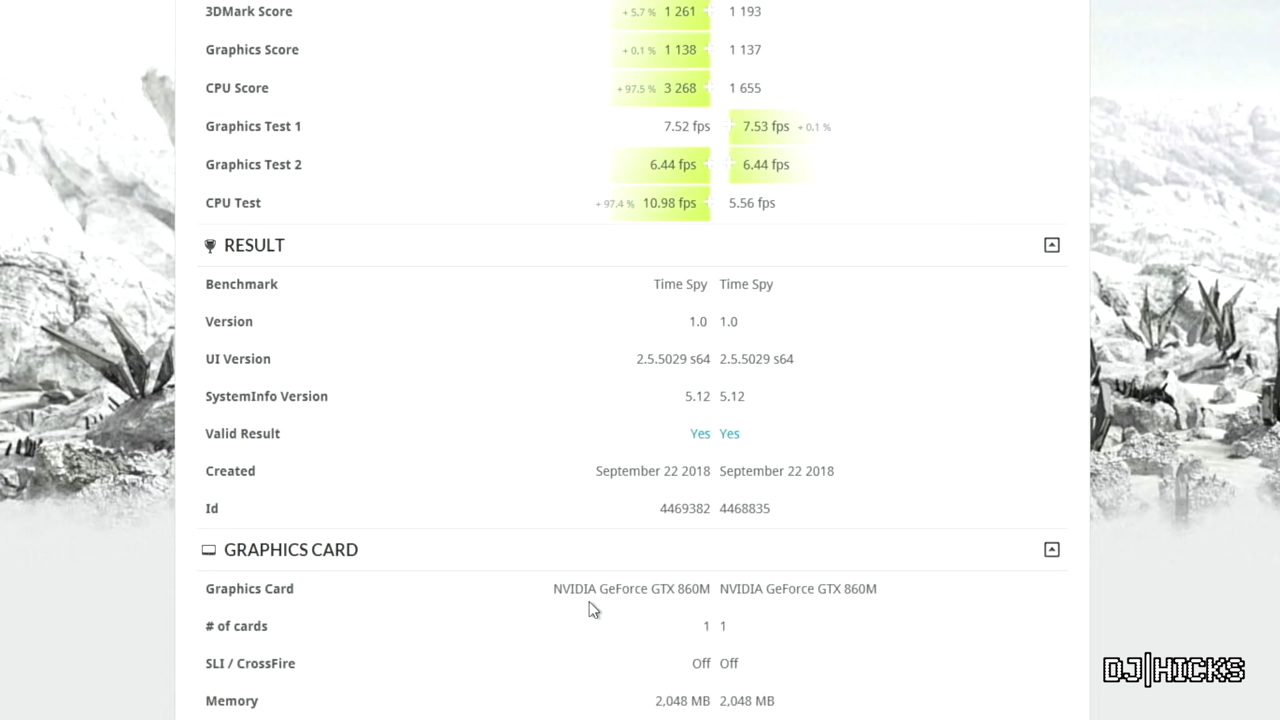 3DMark Score + 5.7 % 1 261 1 193
Graphics Score + 0.1 % 1 138 1 137
CPU Score + 97.5 % 3 268 1 655
Graphics Test 1 7.52 fps 7.53 fps + 0.1 %
Graphics Test 2 6.44 fps 6.44 fps
CPU Test + 97.4 % 10.98 fps 5.56 fps
RESULT
Benchmark Time Spy Time Spy
Version 1.0 1.0
UI Version 2.5.5029 s64 2.5.5029 s64
SystemInfo Version 5.12 5.12
Valid Result Yes Yes
Created September 22 2018 September 22 2018
Id 4469382 4468835
GRAPHICS CARD
Graphics Card NVIDIA GeForce GTX 860M NVIDIA GeForce GTX 860M
# of cards 1 1
SLI / CrossFire Off Off
Memory 2,048 MB 2,048 MB
DJ|HICKS